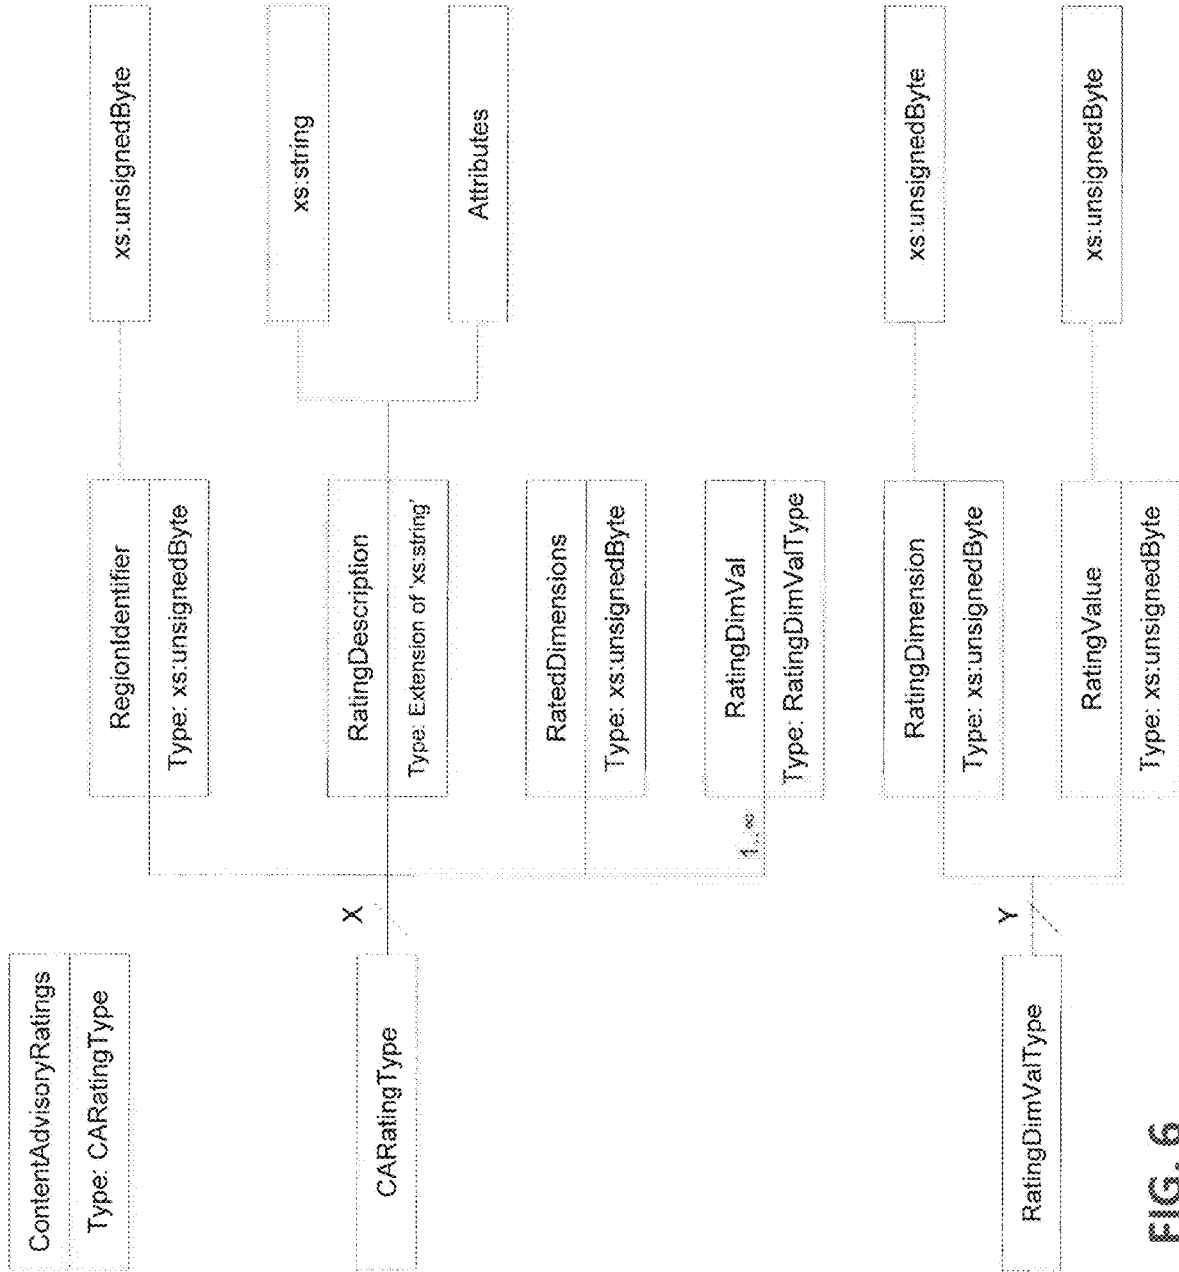 ContentAdvisoryRatings
Type: CARatingType
CARatingType
X
RegionIdentifier
Type: xs:unsignedByte
xs:unsignedByte
RatingDescription
Type: Extension of 'xs:string'
xs:string
Attributes
RatedDimensions
Type: xs:unsignedByte
1..∞
RatingDimVal
Type: RatingDimValType
RatingDimValType
Y
RatingDimension
Type: xs:unsignedByte
xs:unsignedByte
RatingValue
Type: xs:unsignedByte
xs:unsignedByte
FIG. 6